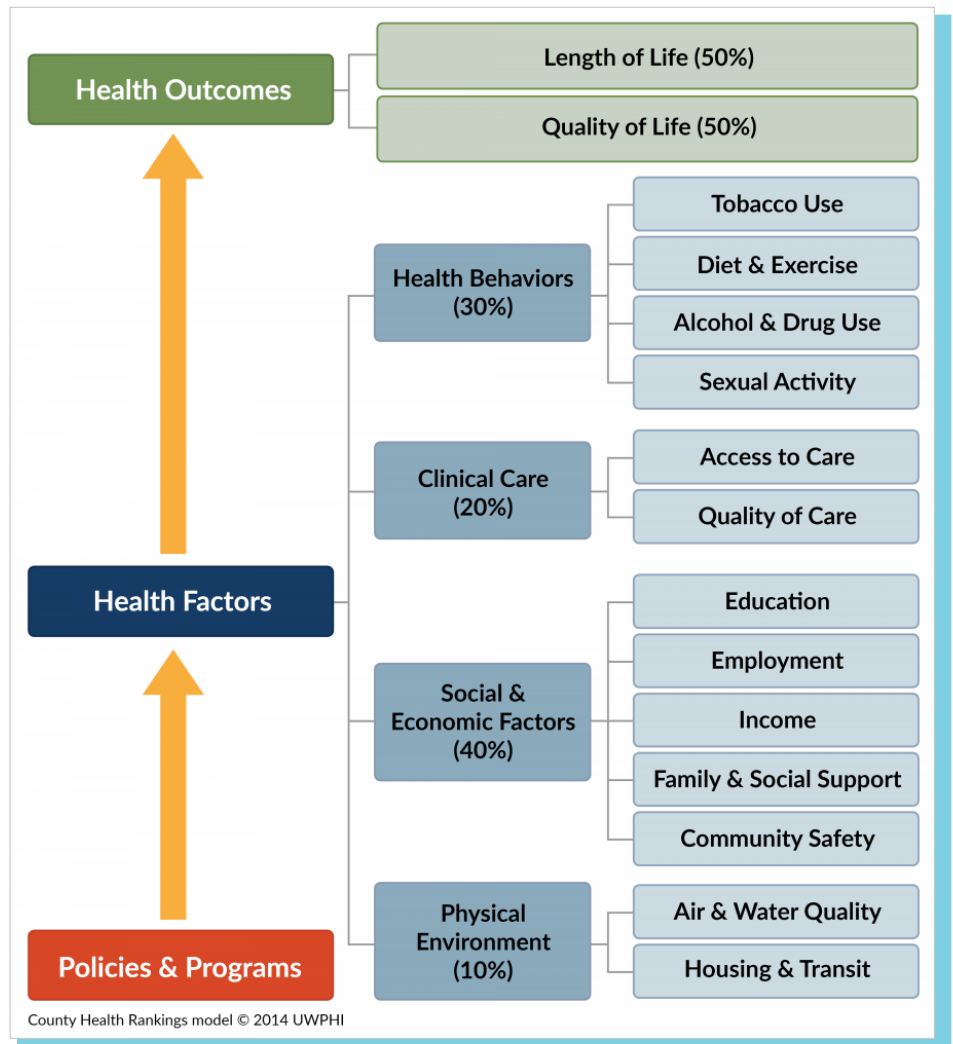 Health Outcomes
Length of Life (50%)
Quality of Life (50%)
Health Factors
Health Behaviors
(30%)
Tobacco Use
Diet & Exercise
Alcohol & Drug Use
Sexual Activity
Clinical Care
(20%)
Access to Care
Quality of Care
Social &
Economic Factors
(40%)
Education
Employment
Income
Family & Social Support
Community Safety
Physical
Environment
(10%)
Air & Water Quality
Housing & Transit
Policies & Programs
County Health Rankings model © 2014 UWPHI